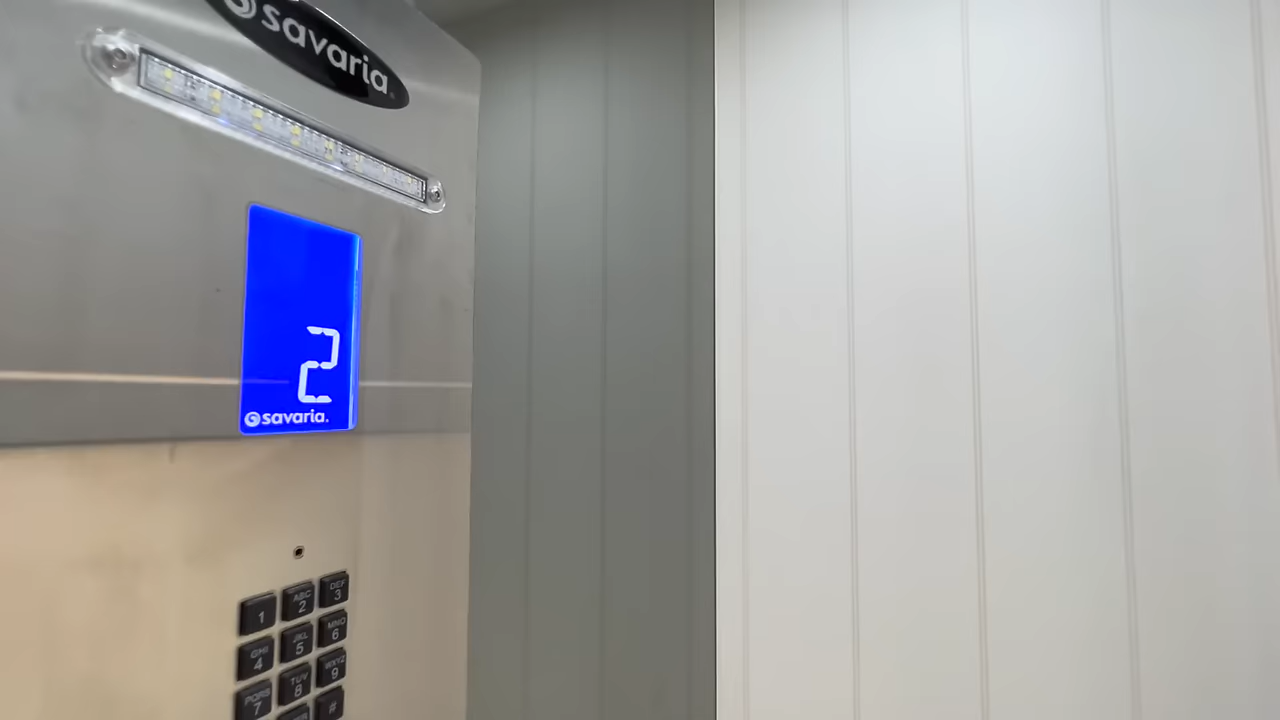 savaria
2
savaria.
1
ABC
2
DEF
3
GHI
4
JKL
5
MNO
6
PQRS
7
TUV
8
WXYZ
9
#